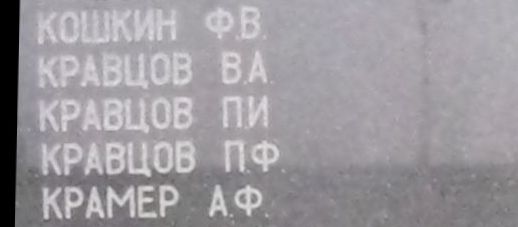 КОШКИН Ф.В.
КРАВЦОВ В.А
КРАВЦОВ П.И
КРАВЦОВ П.Ф
КРАМЕР А.Ф.